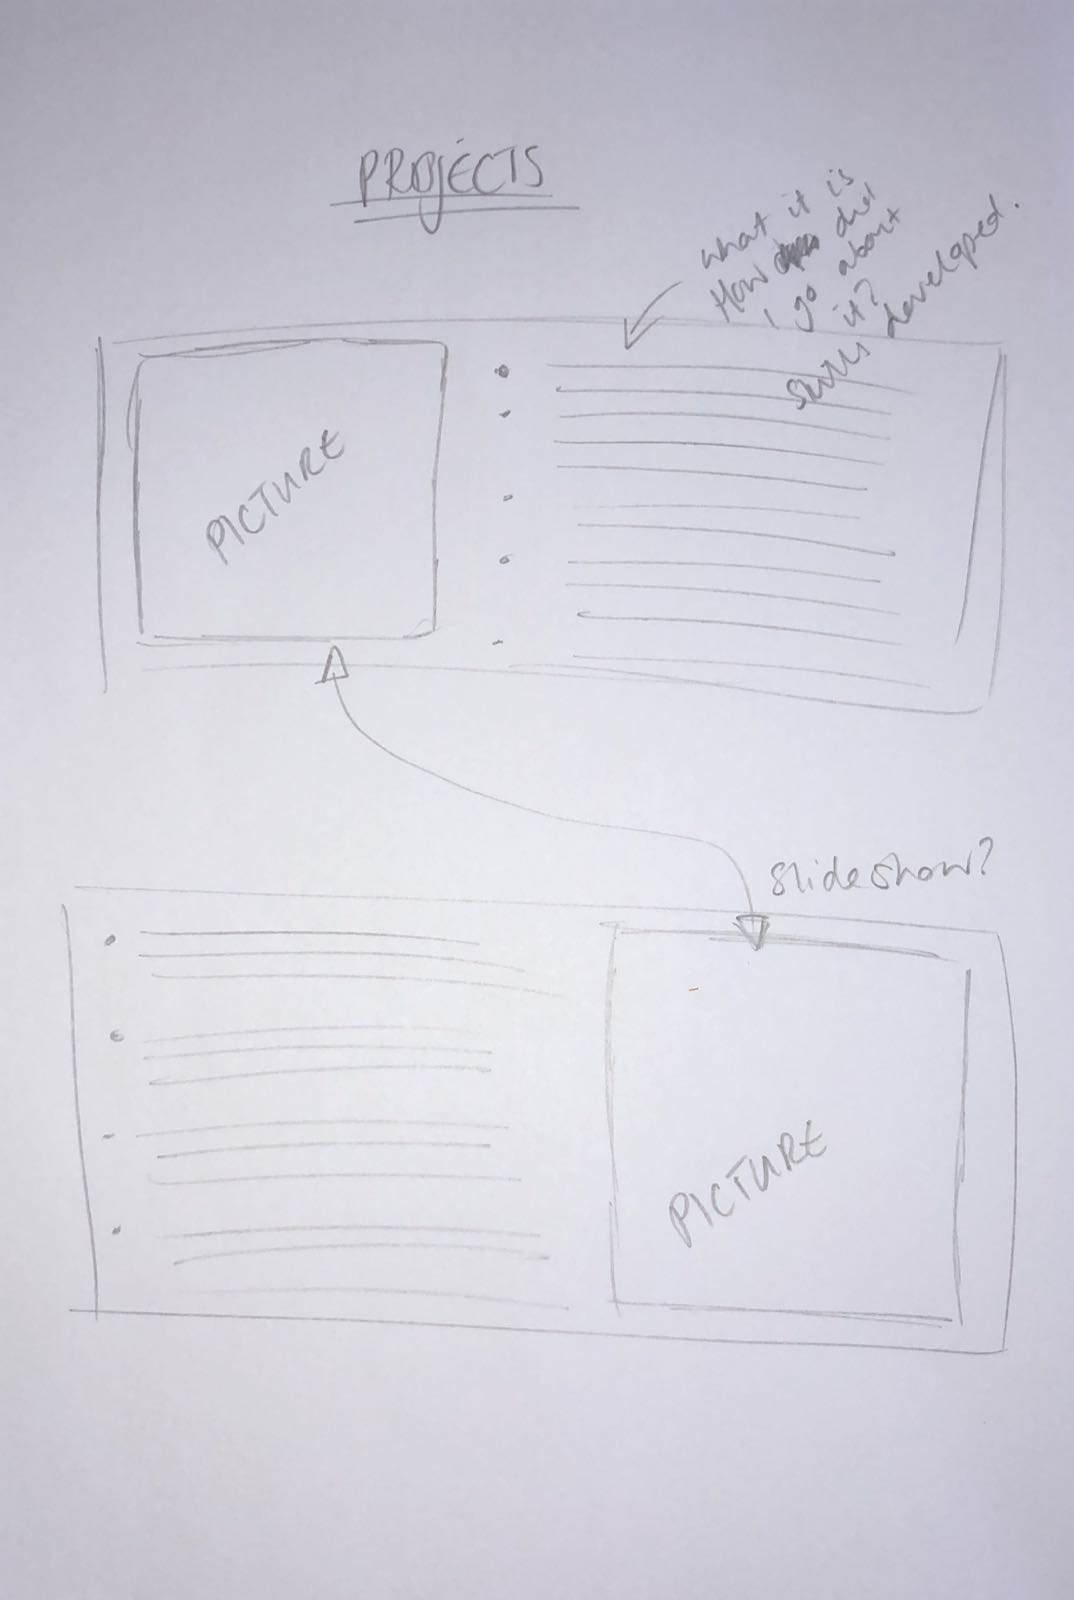 PROJECTS
what it is
How did
I go about
it?
skills developed.
PICTURE
slideshow?
PICTURE